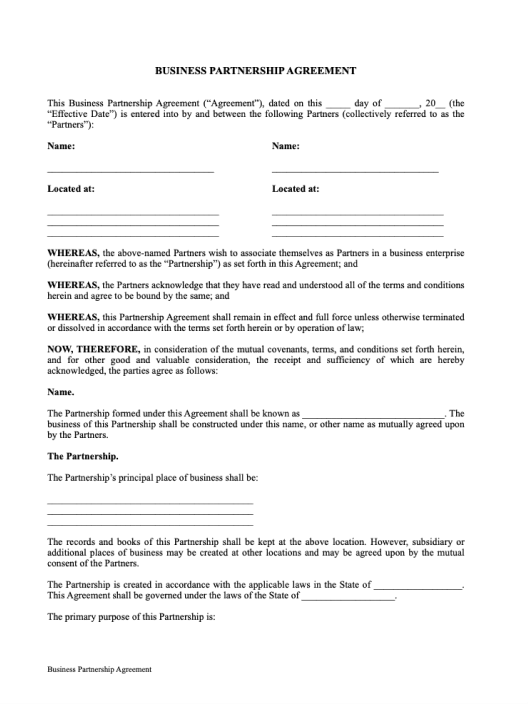 BUSINESS PARTNERSHIP AGREEMENT
This Business Partnership Agreement (“Agreement”), dated on this _____ day of _______, 20__ (the
“Effective Date”) is entered into by and between the following Partners (collectively referred to as the
“Partners”):
Name: Name:
__________________________________ __________________________________
Located at: Located at:
___________________________________ ___________________________________
___________________________________ ___________________________________
___________________________________ ___________________________________
WHEREAS, the above-named Partners wish to associate themselves as Partners in a business enterprise
(hereinafter referred to as the “Partnership”) as set forth in this Agreement; and
WHEREAS, the Partners acknowledge that they have read and understood all of the terms and conditions
herein and agree to be bound by the same; and
WHEREAS, this Partnership Agreement shall remain in effect and full force unless otherwise terminated
or dissolved in accordance with the terms set forth herein or by operation of law;
NOW, THEREFORE, in consideration of the mutual covenants, terms, and conditions set forth herein,
and for other good and valuable consideration, the receipt and sufficiency of which are hereby
acknowledged, the parties agree as follows:
Name.
The Partnership formed under this Agreement shall be known as _____________________________. The
business of this Partnership shall be constructed under this name, or other name as mutually agreed upon
by the Partners.
The Partnership.
The Partnership’s principal place of business shall be:
__________________________________________
__________________________________________
__________________________________________
The records and books of this Partnership shall be kept at the above location. However, subsidiary or
additional places of business may be created at other locations and may be agreed upon by the mutual
consent of the Partners.
The Partnership is created in accordance with the applicable laws in the State of __________________.
This Agreement shall be governed under the laws of the State of ___________________.
The primary purpose of this Partnership is:
Business Partnership Agreement